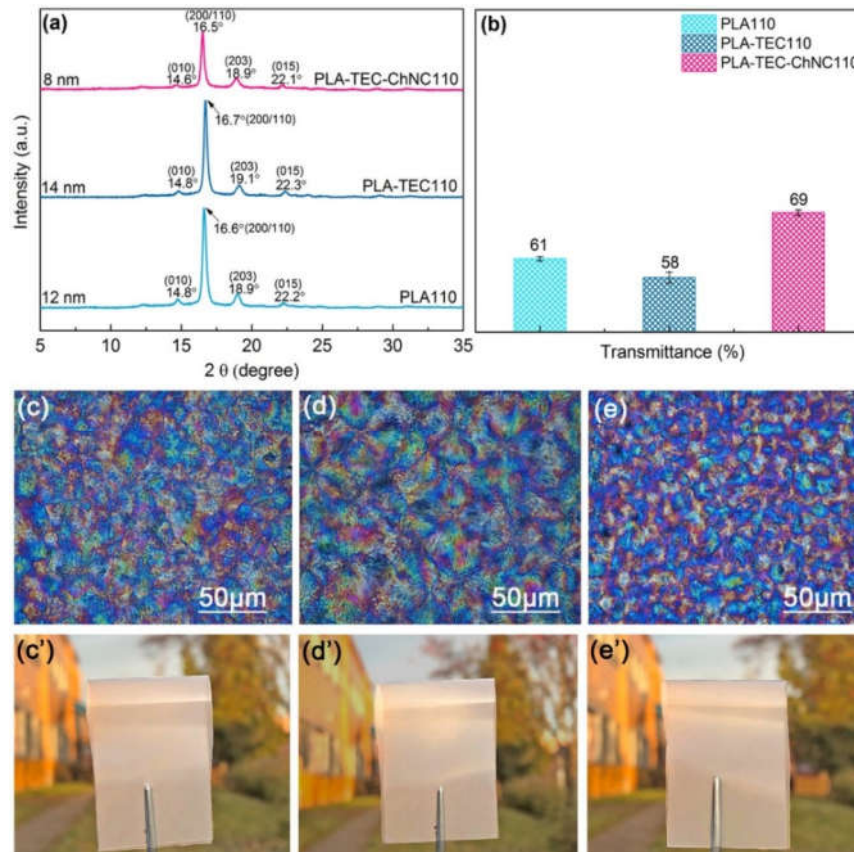 (a)
(200/110)
16.5°
(010)
14.6°
(203)
18.9°
(015)
22.1°
8 nm
PLA-TEC-ChNC110
16.7°(200/110)
(010)
14.8°
(203)
19.1°
(015)
22.3°
14 nm
PLA-TEC110
16.6°(200/110)
(010)
14.8°
(203)
18.9°
(015)
22.2°
12 nm
PLA110
Intensity (a.u.)
5 10 15 20 25 30 35
2 θ (degree)
(b)
PLA110
PLA-TEC110
PLA-TEC-ChNC110
61
58
69
Transmittance (%)
(c)
50µm
(d)
50µm
(e)
50µm
(c')
(d')
(e')